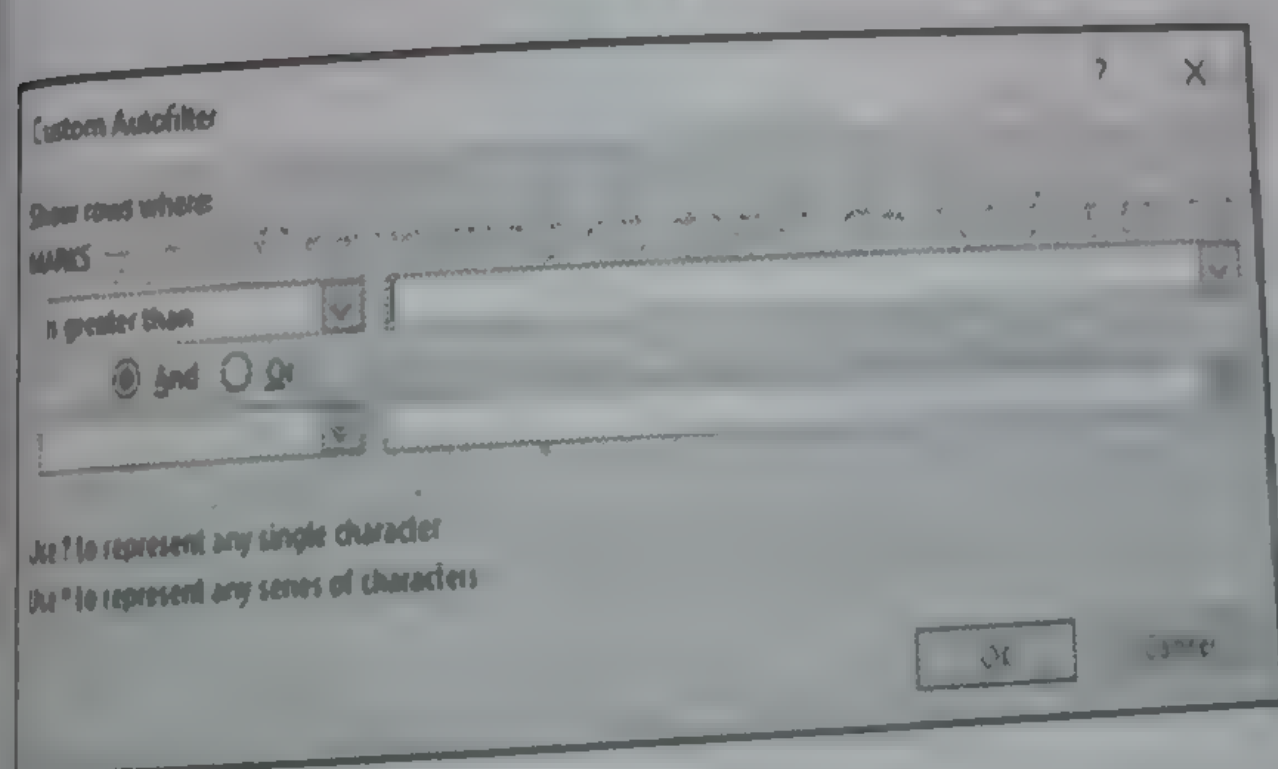 ? X
Custom Autofilter
Show rows where:
MARKS
is greater than
And Or
Use ? to represent any single character
Use * to represent any series of characters
OK Cancel